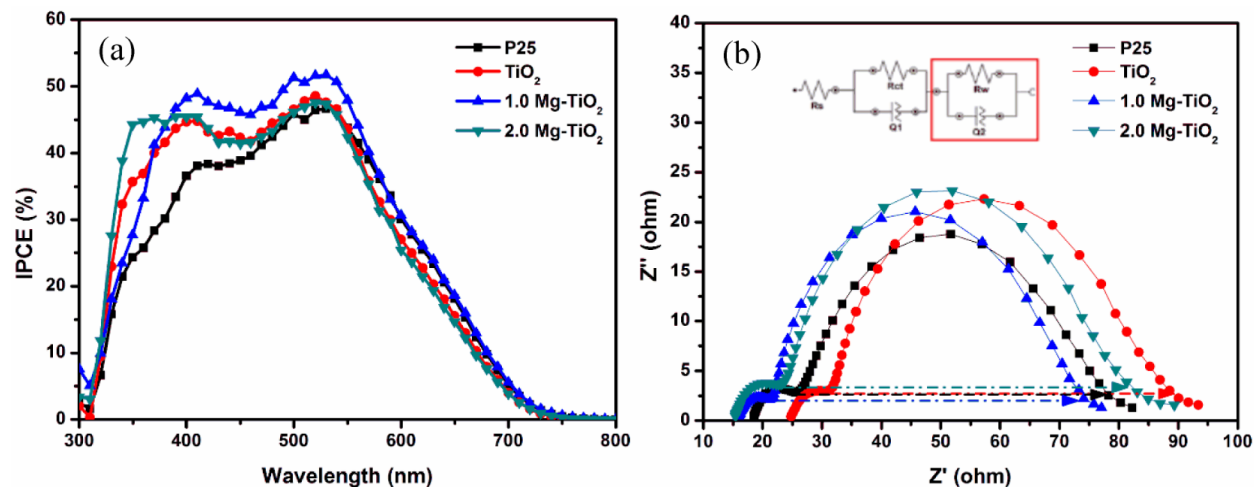 (a)
P25
TiO₂
1.0 Mg-TiO₂
2.0 Mg-TiO₂
IPCE (%)
60
50
40
30
20
10
0
300 400 500 600 700 800
Wavelength (nm)
(b)
P25
TiO₂
1.0 Mg-TiO₂
2.0 Mg-TiO₂
Rs
Rct
Q1
Rw
Q2
Z'' (ohm)
40
35
30
25
20
15
10
5
0
10 20 30 40 50 60 70 80 90 100
Z' (ohm)